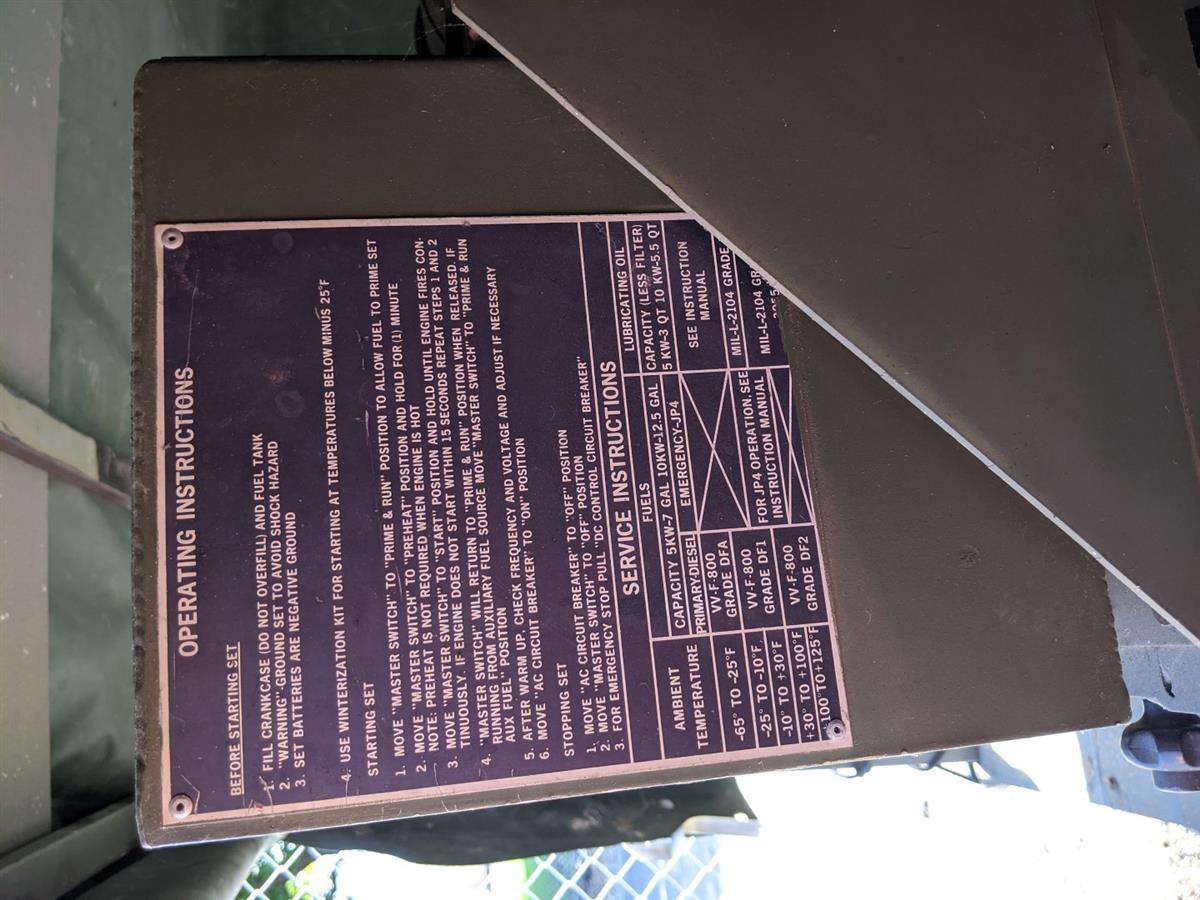 OPERATING INSTRUCTIONS
BEFORE STARTING SET
1. FILL CRANKCASE (DO NOT OVERFILL) AND FUEL TANK
2. "WARNING"-GROUND SET TO AVOID SHOCK HAZARD
3. SET BATTERIES ARE NEGATIVE GROUND
4. USE WINTERIZATION KIT FOR STARTING AT TEMPERATURES BELOW MINUS 25°F
STARTING SET
1. MOVE "MASTER SWITCH" TO "PRIME & RUN" POSITION TO ALLOW FUEL TO PRIME SET
2. MOVE "MASTER SWITCH" TO "PREHEAT" POSITION AND HOLD FOR (1) MINUTE
NOTE: PREHEAT IS NOT REQUIRED WHEN ENGINE IS HOT
3. MOVE "MASTER SWITCH" TO "START" POSITION AND HOLD UNTIL ENGINE FIRES CON-
TINUOUSLY. IF ENGINE DOES NOT START WITHIN 15 SECONDS REPEAT STEPS 1 AND 2
4. "MASTER SWITCH" WILL RETURN TO "PRIME & RUN" POSITION WHEN RELEASED. IF
RUNNING FROM AUXILIARY FUEL SOURCE MOVE "MASTER SWITCH" TO "PRIME & RUN
AUX FUEL" POSITION
5. AFTER WARM UP, CHECK FREQUENCY AND VOLTAGE AND ADJUST IF NECESSARY
6. MOVE "AC CIRCUIT BREAKER" TO "ON" POSITION
STOPPING SET
1. MOVE "AC CIRCUIT BREAKER" TO "OFF" POSITION
2. MOVE "MASTER SWITCH" TO "OFF" POSITION
3. FOR EMERGENCY STOP PULL "DC CONTROL CIRCUIT BREAKER"
SERVICE INSTRUCTIONS
FUELS LUBRICATING OIL
AMBIENT TEMPERATURE
CAPACITY 5KW-7 GAL 10KW-12.5 GAL CAPACITY (LESS FILTER)
5 KW-3 QT 10 KW-5.5 QT
PRIMARY-DIESEL EMERGENCY-JP4
-65° TO -25°F VV-F-800 GRADE DFA SEE INSTRUCTION MANUAL
-25° TO -10°F VV-F-800 GRADE DF1 MIL-L-2104 GRADE
-10° TO +30°F
FOR JP4 OPERATION, SEE INSTRUCTION MANUAL MIL-L-2104
+30° TO +100°F VV-F-800 GRADE DF2
+100° TO +125°F